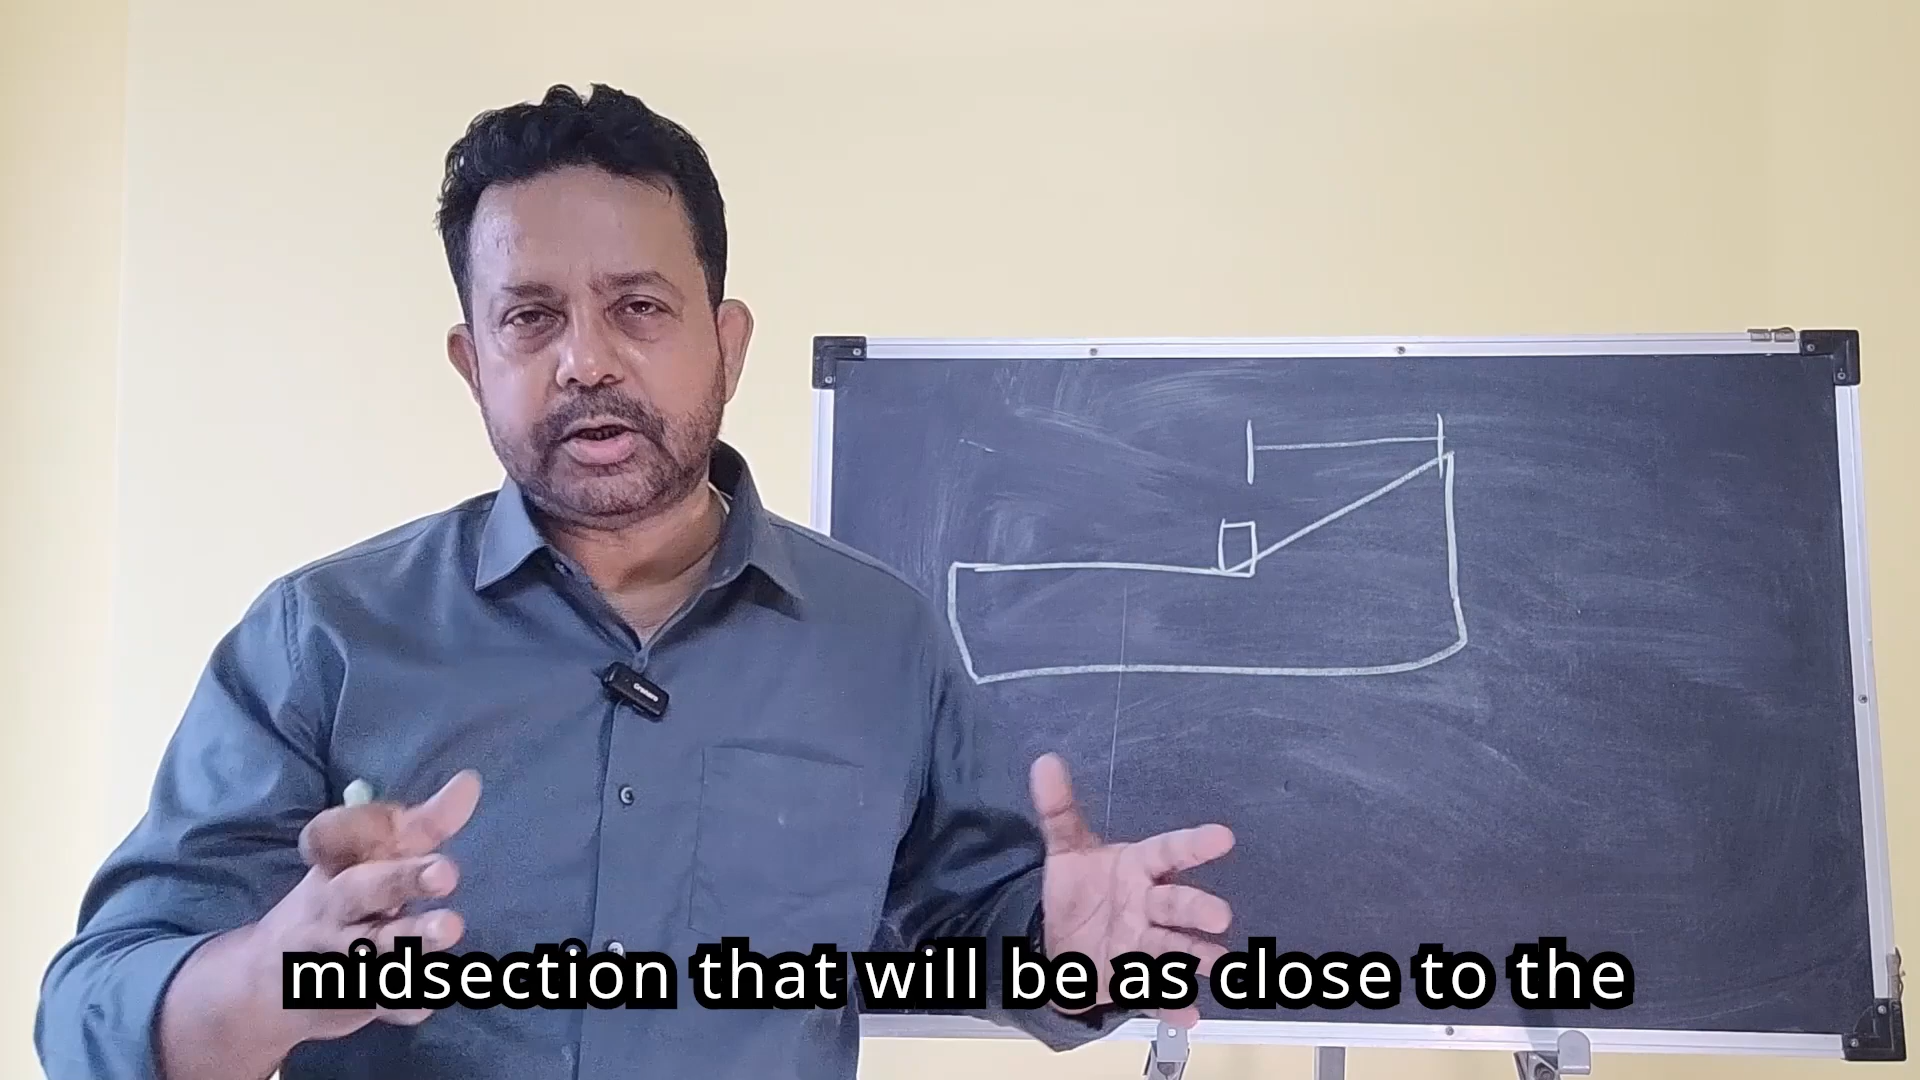 midsection that will be as close to the